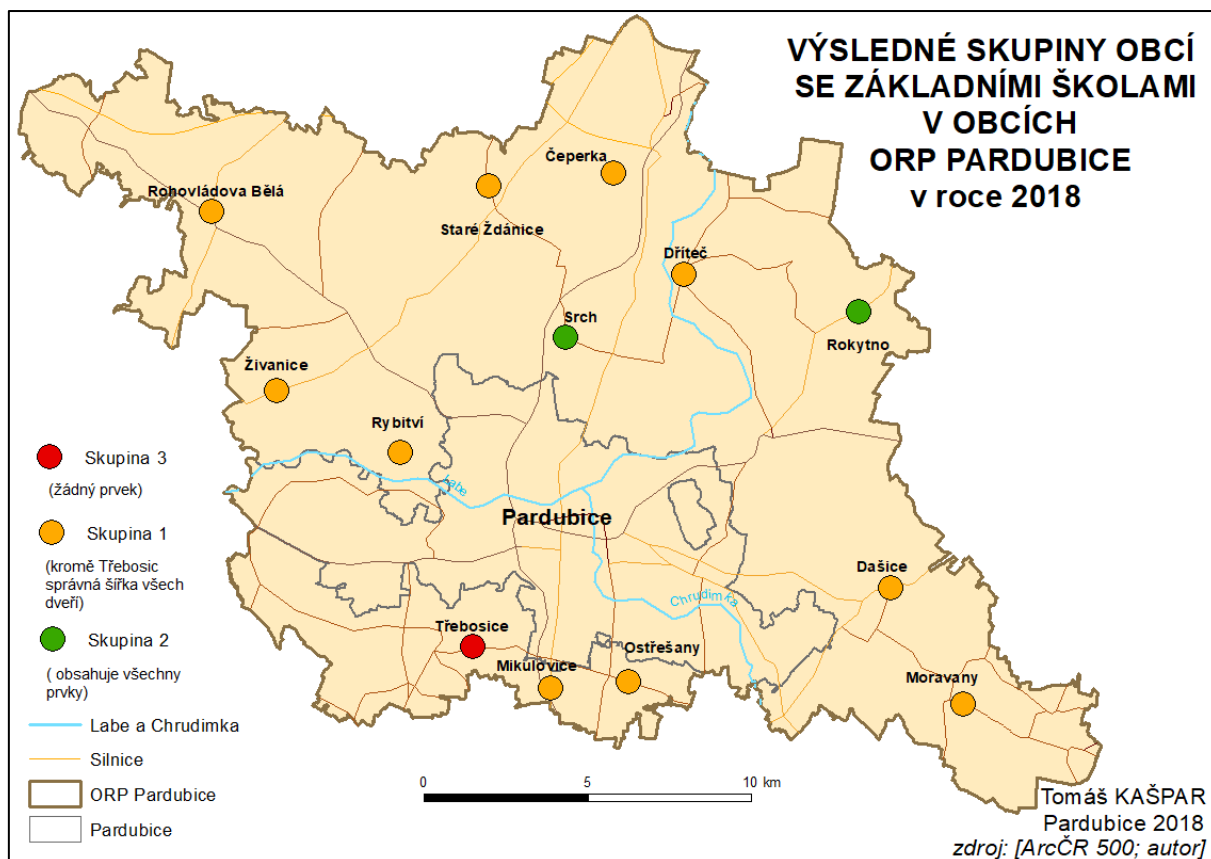 VÝSLEDNÉ SKUPINY OBCÍ
SE ZÁKLADNÍMI ŠKOLAMI
V OBCÍCH
ORP PARDUBICE
v roce 2018
Čeperka
Rohovládova Bělá
Staré Ždánice
Dříteč
Srch
Rokytno
Živanice
Rybitví
Labe
Pardubice
Dašice
Chrudimka
Třebosice
Ostřešany
Mikulovice
Moravany
Skupina 3
(žádný prvek)
Skupina 1
(kromě Třebosic
správná šířka všech
dveří)
Skupina 2
( obsahuje všechny
prvky)
Labe a Chrudimka
Silnice
ORP Pardubice
Pardubice
0 5 10 km
Tomáš KAŠPAR
Pardubice 2018
zdroj: [ArcČR 500; autor]